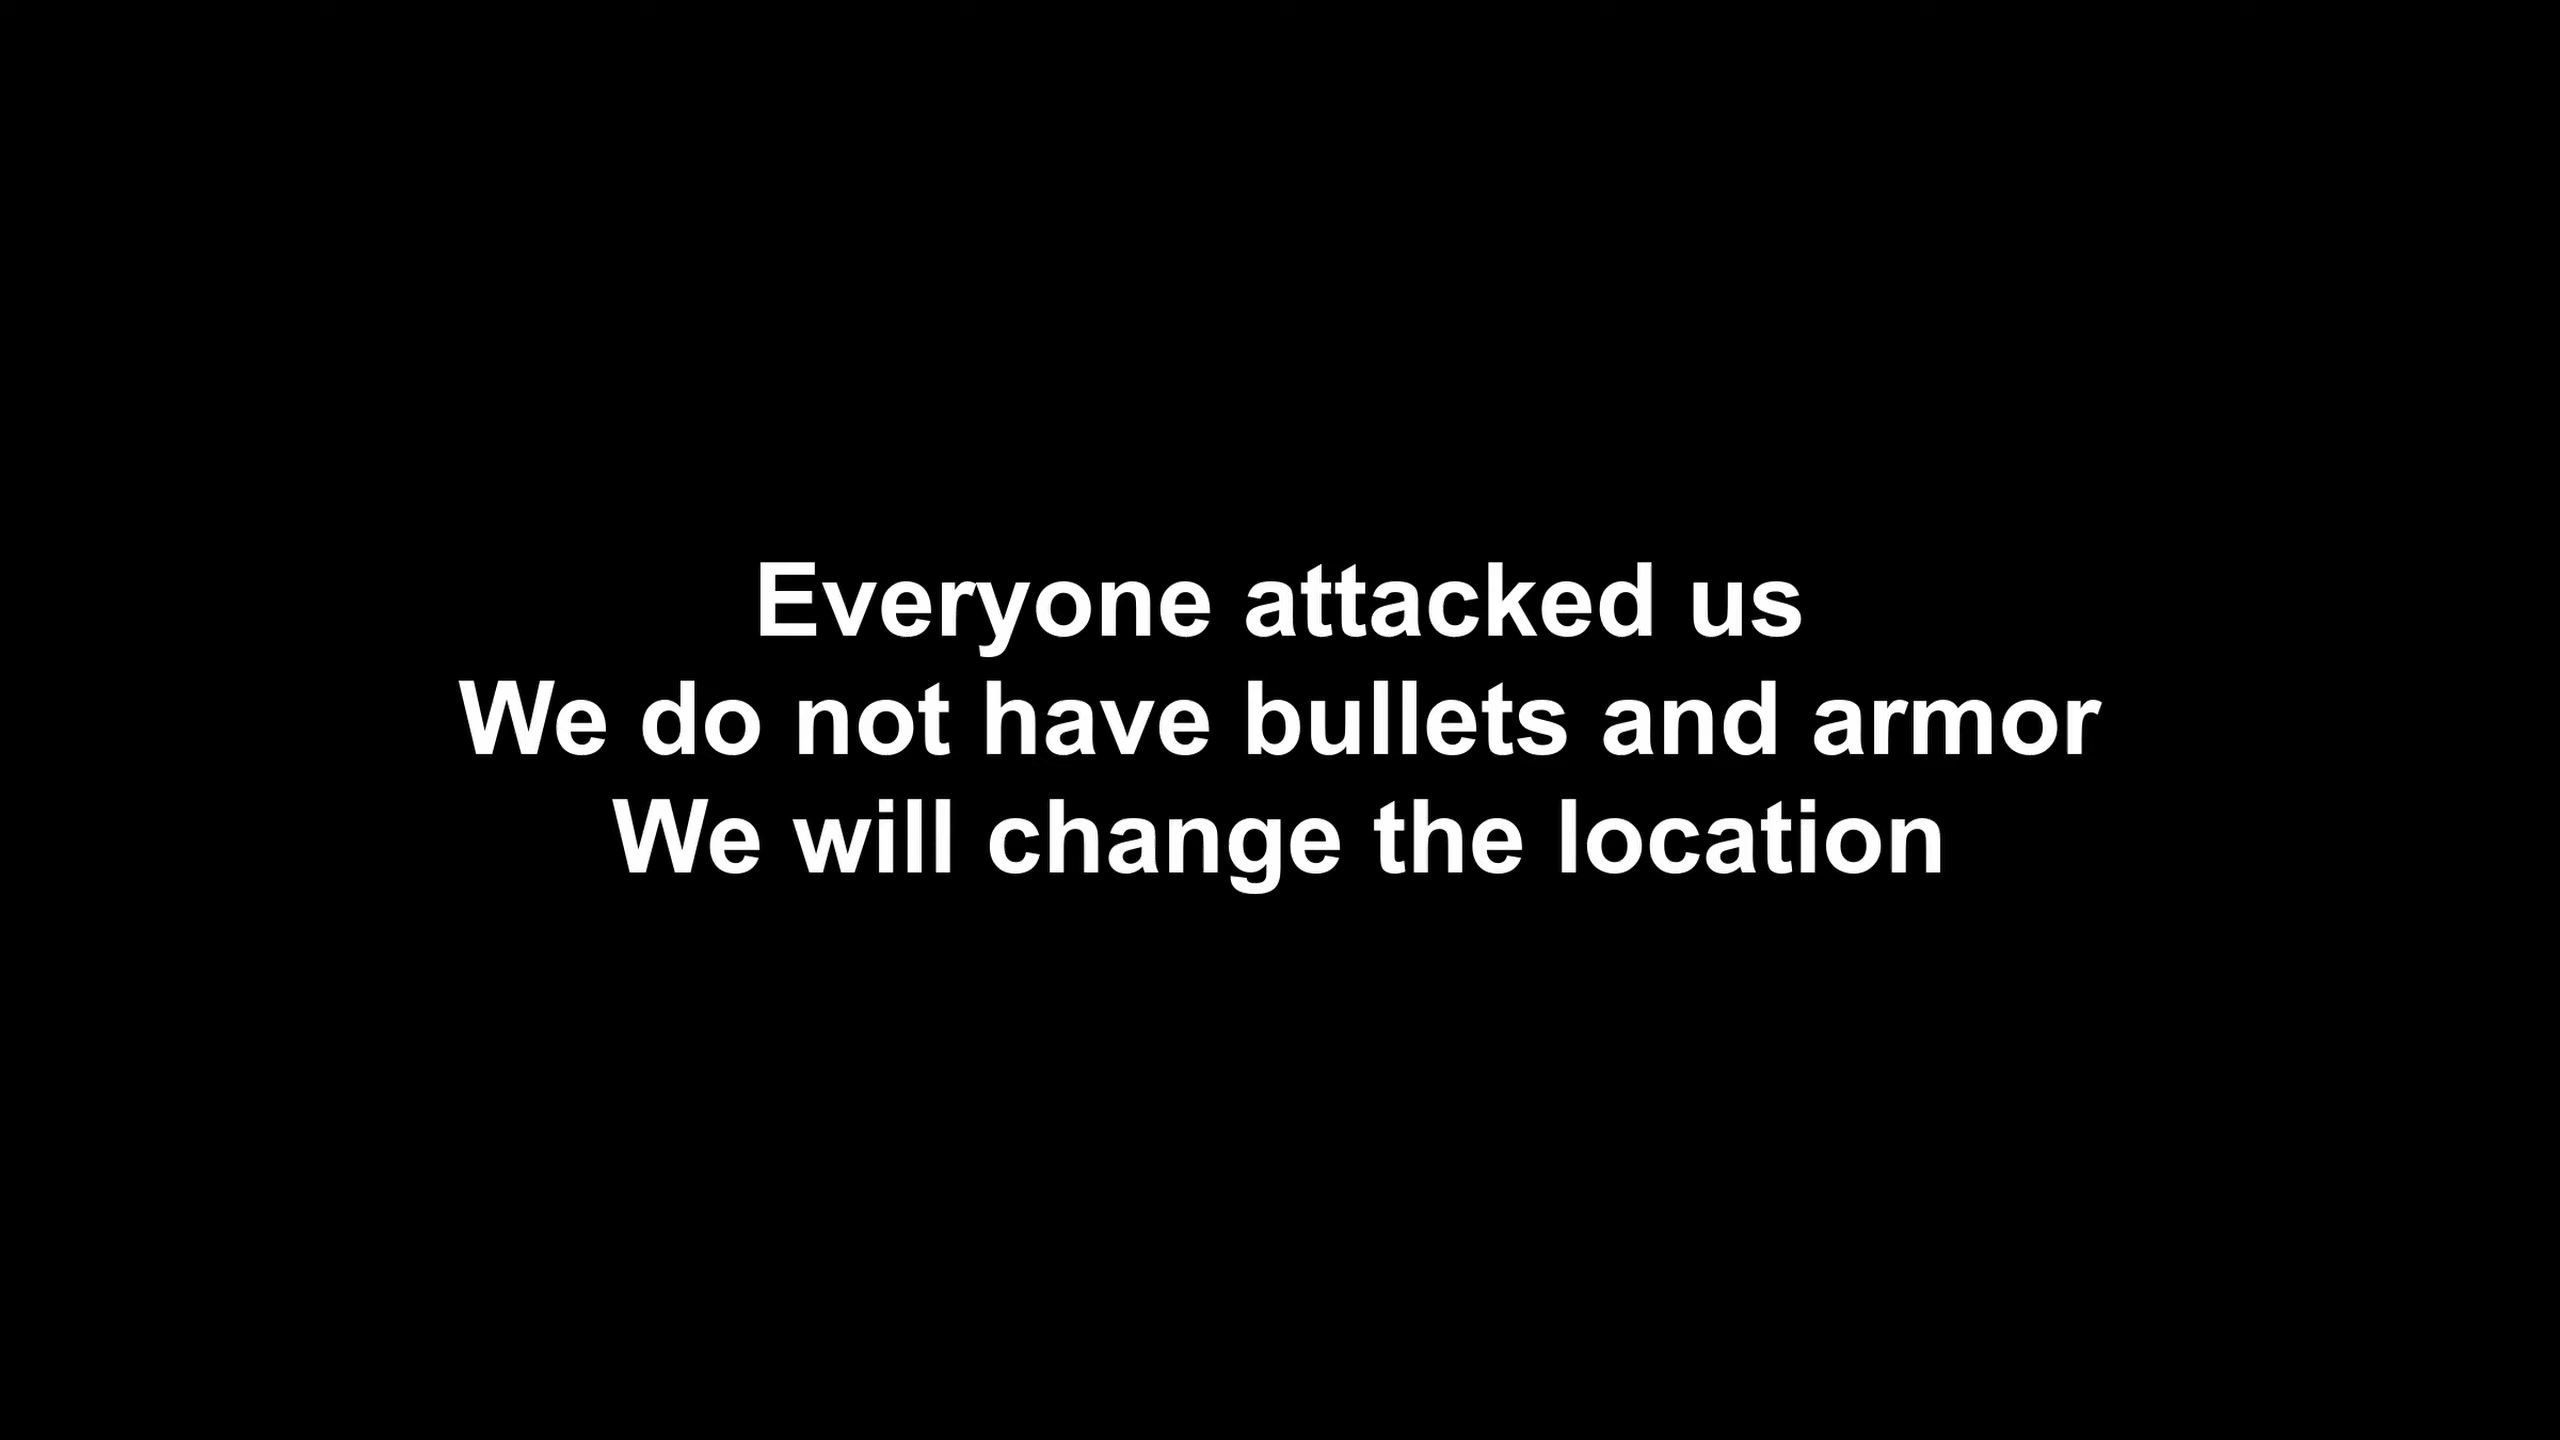 Everyone attacked us
We do not have bullets and armor
We will change the location